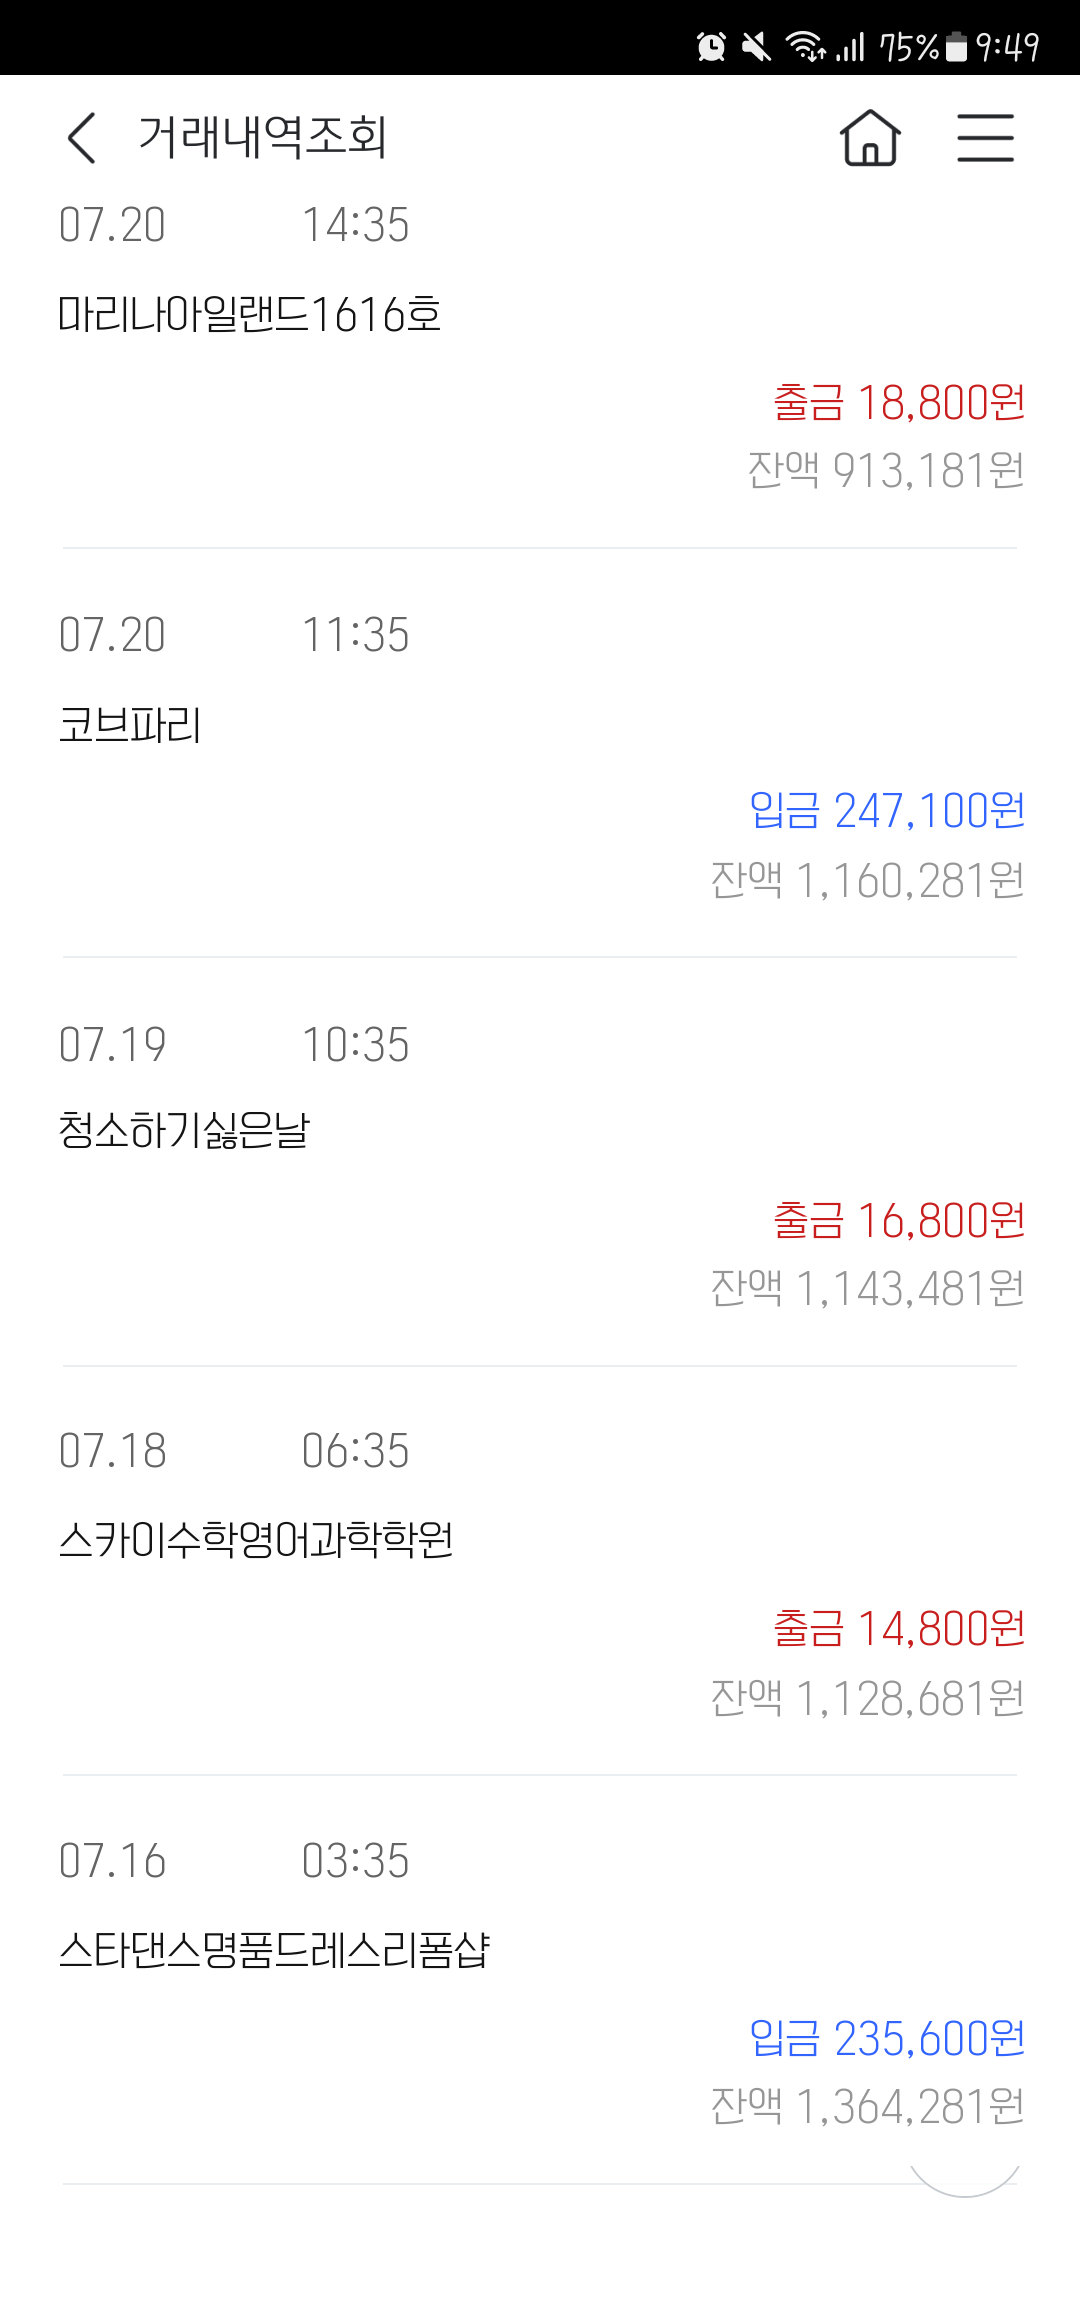 75% 9:49
거래내역조회
07.20 14:35
마리나아일랜드1616호
출금 18,800원
잔액 913,181원
07.20 11:35
코브파리
입금 247,100원
잔액 1,160,281원
07.19 10:35
청소하기싫은날
출금 16,800원
잔액 1,143,481원
07.18 06:35
스카이수학영어과학학원
출금 14,800원
잔액 1,128,681원
07.16 03:35
스타댄스명품드레스리폼샵
입금 235,600원
잔액 1,364,281원